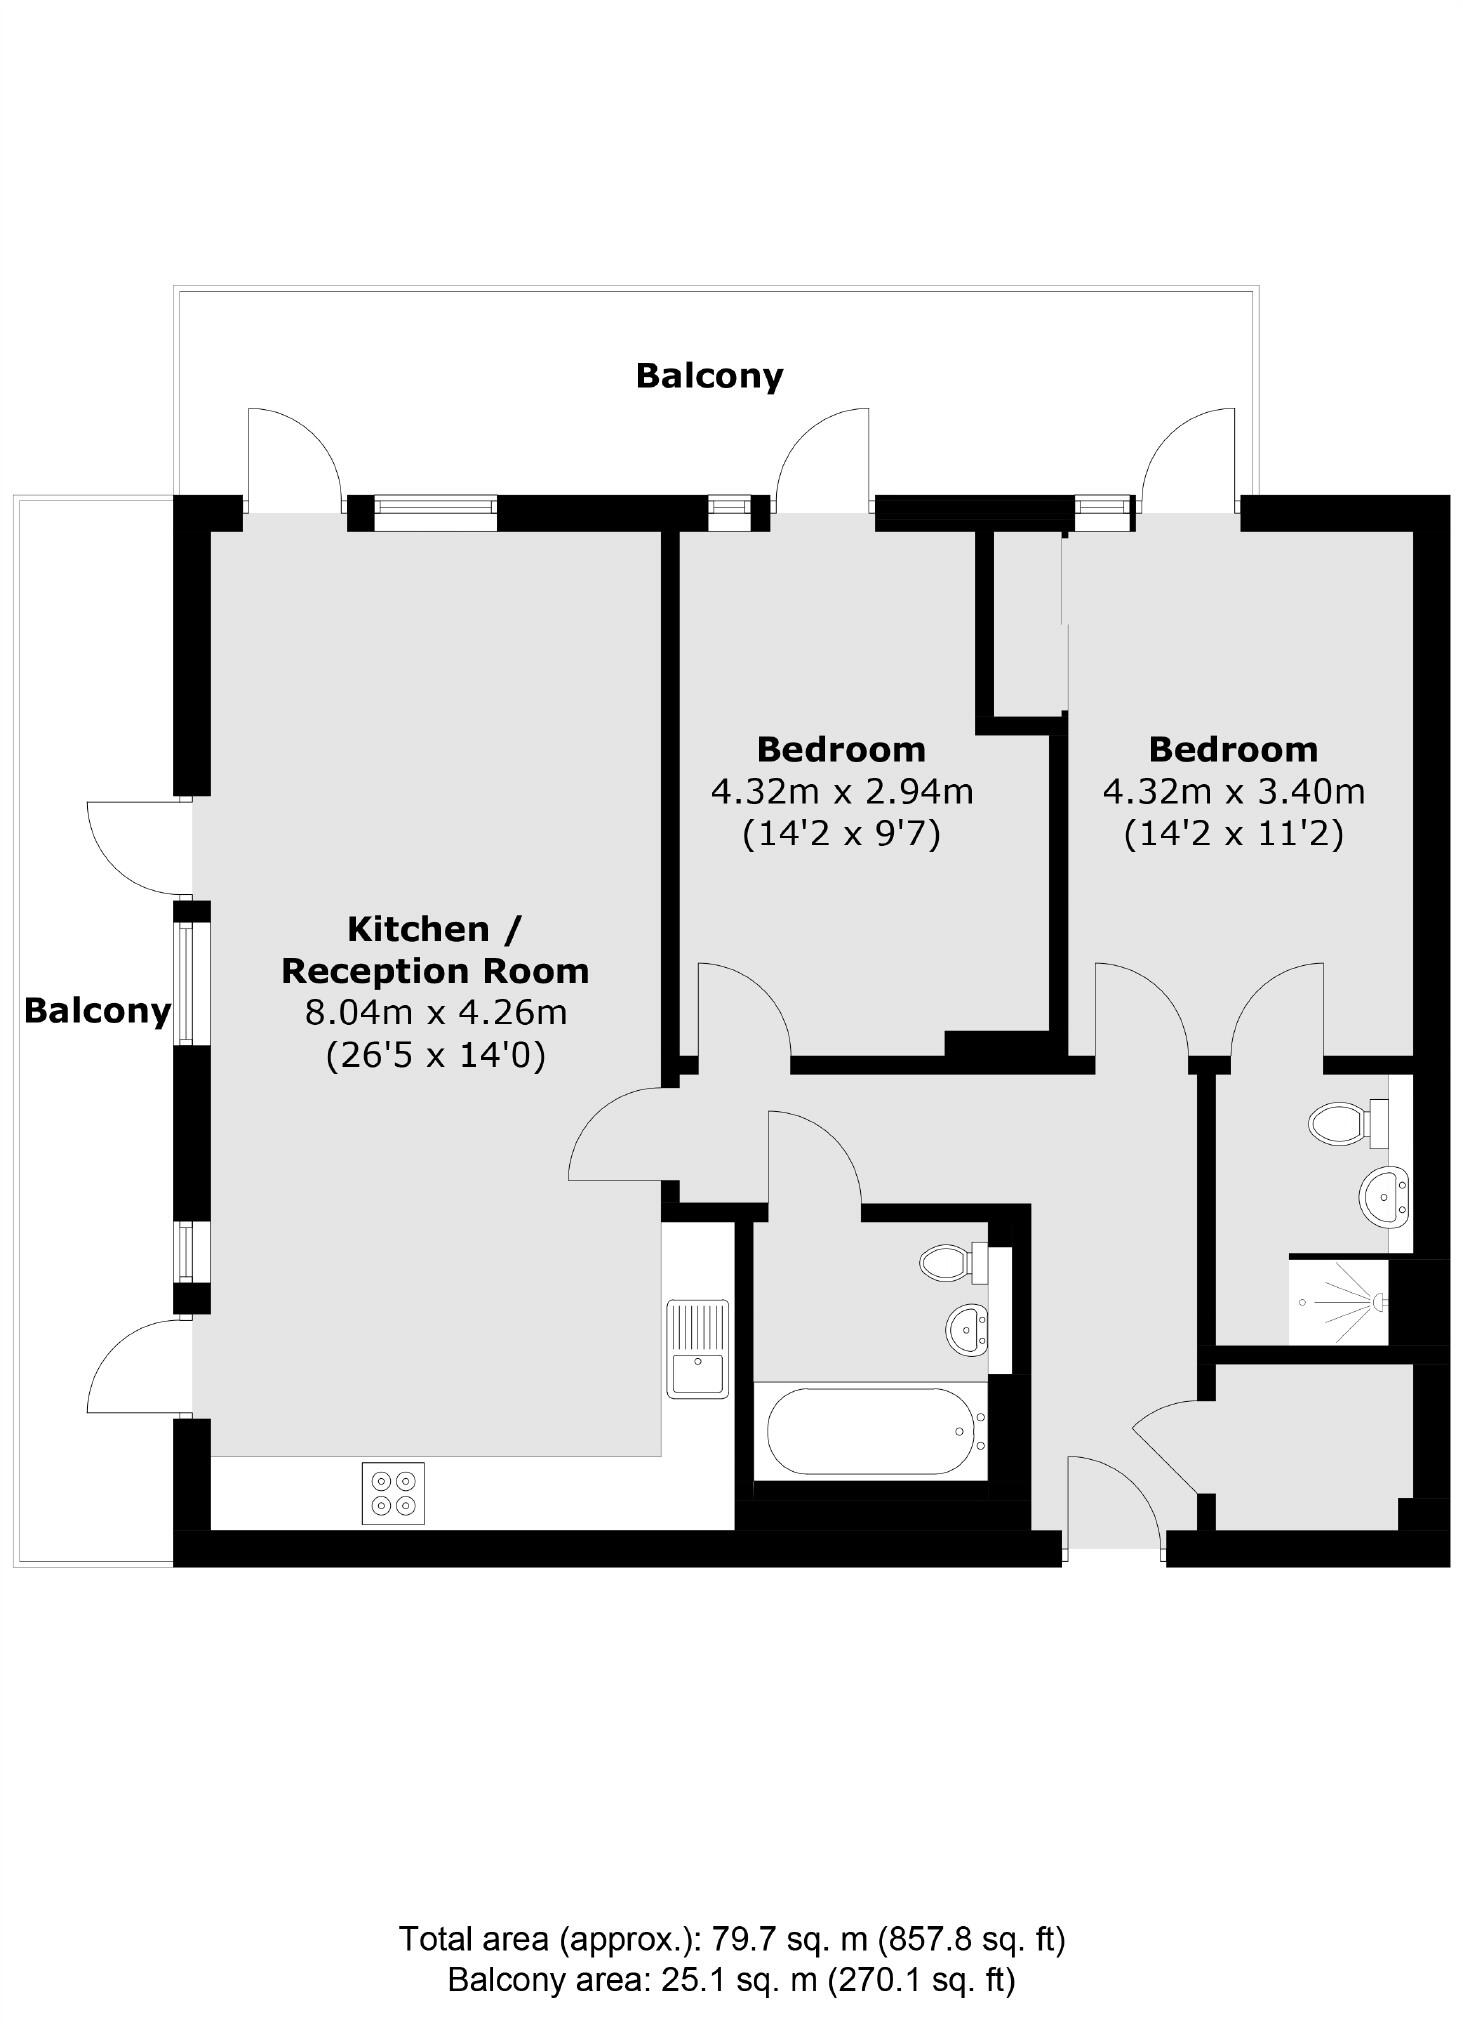 Balcony
Bedroom
4.32m x 2.94m
(14'2 x 9'7)
Bedroom
4.32m x 3.40m
(14'2 x 11'2)
Kitchen /
Reception Room
8.04m x 4.26m
(26'5 x 14'0)
Balcony
Total area (approx.): 79.7 sq. m (857.8 sq. ft)
Balcony area: 25.1 sq. m (270.1 sq. ft)